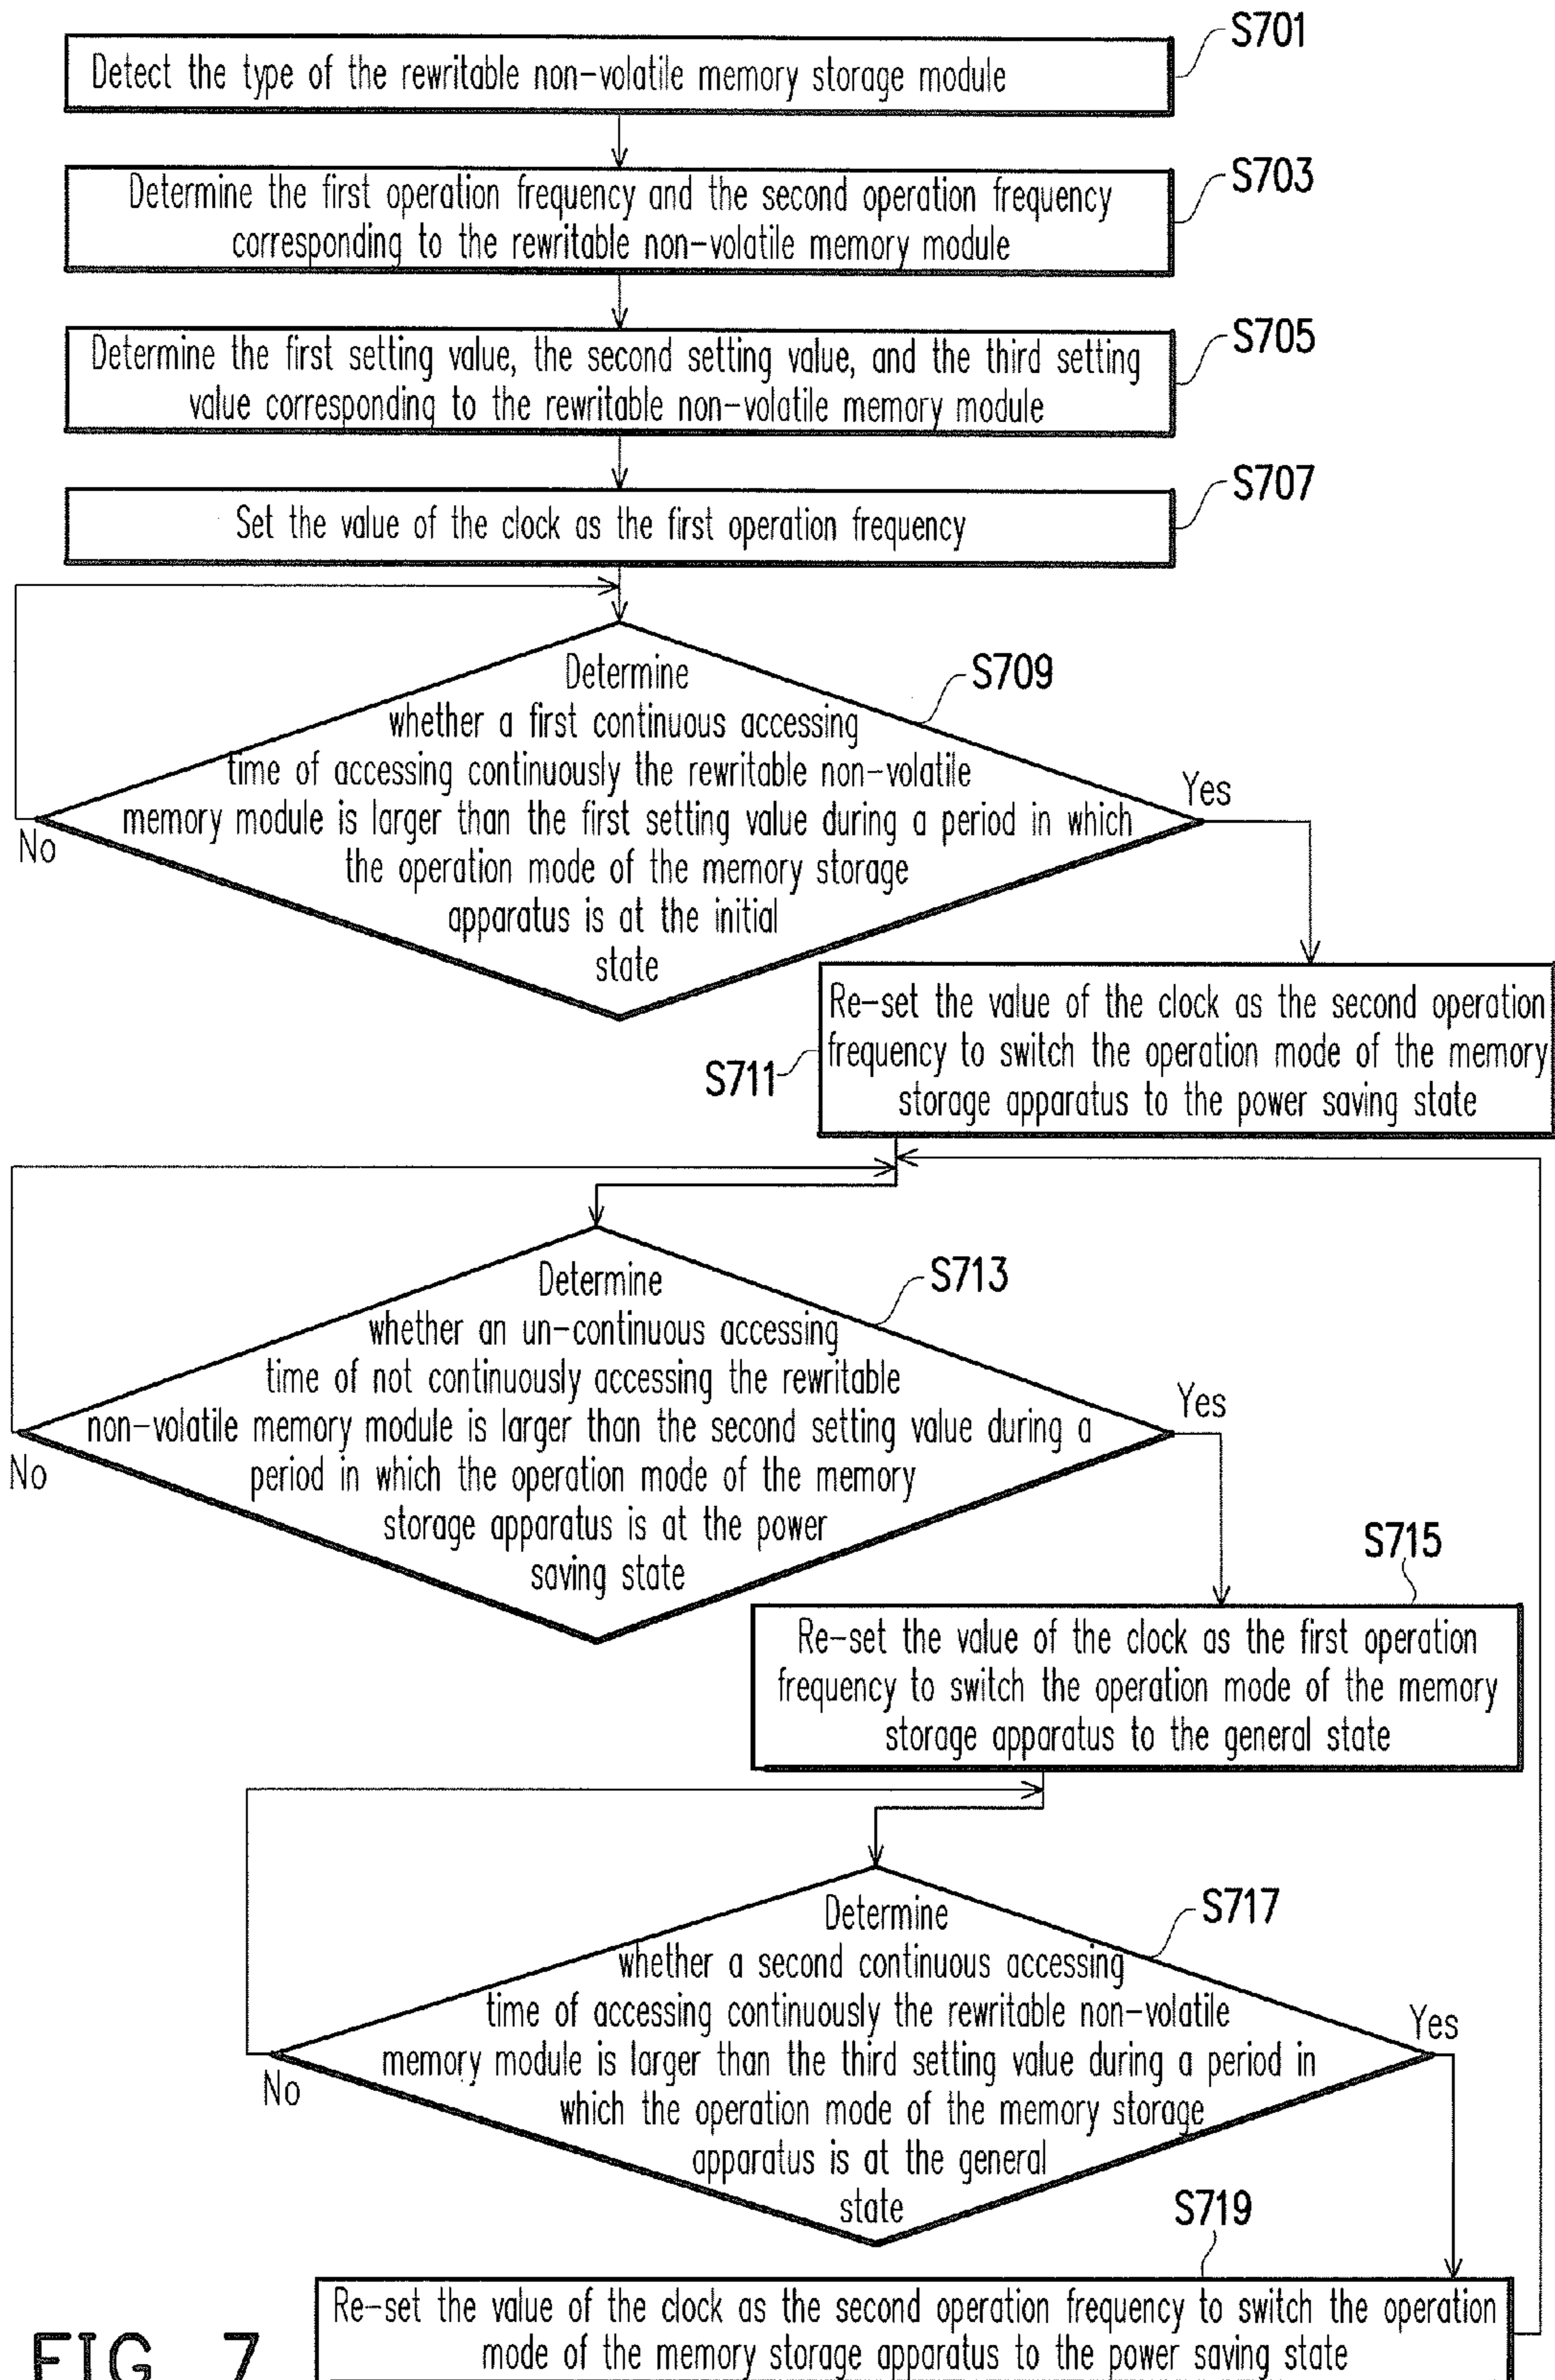 S701
Detect the type of the rewritable non-volatile memory storage module
S703
Determine the first operation frequency and the second operation frequency
corresponding to the rewritable non-volatile memory module
S705
Determine the first setting value, the second setting value, and the third setting
value corresponding to the rewritable non-volatile memory module
S707
Set the value of the clock as the first operation frequency
S709
Determine
whether a first continuous accessing
time of accessing continuously the rewritable non-volatile
memory module is larger than the first setting value during a period in which
the operation mode of the memory storage
apparatus is at the initial
state
Yes
No
Re-set the value of the clock as the second operation
frequency to switch the operation mode of the memory
storage apparatus to the power saving state
S711
S713
Determine
whether an un-continuous accessing
time of not continuously accessing the rewritable
non-volatile memory module is larger than the second setting value during a
period in which the operation mode of the memory
storage apparatus is at the power
saving state
Yes
No
S715
Re-set the value of the clock as the first operation
frequency to switch the operation mode of the memory
storage apparatus to the general state
S717
Determine
whether a second continuous accessing
time of accessing continuously the rewritable non-volatile
memory module is larger than the third setting value during a period in
which the operation mode of the memory storage
apparatus is at the general
state
Yes
No
S719
Re-set the value of the clock as the second operation frequency to switch the operation
mode of the memory storage apparatus to the power saving state
FIG. 7